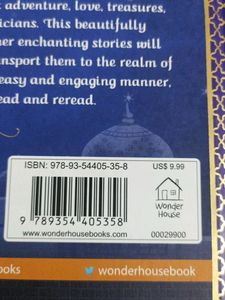 adventure, love, treasures,
icians. This beautifully
her enchanting stories will
nsport them to the realm of
easy and engaging manner,
ead and reread.
ISBN: 978-93-54405-35-8
US$ 9.99
9 789354 405358
Wonder
House
www.wonderhousebooks.com
00029900
ooks
wonderhousebook